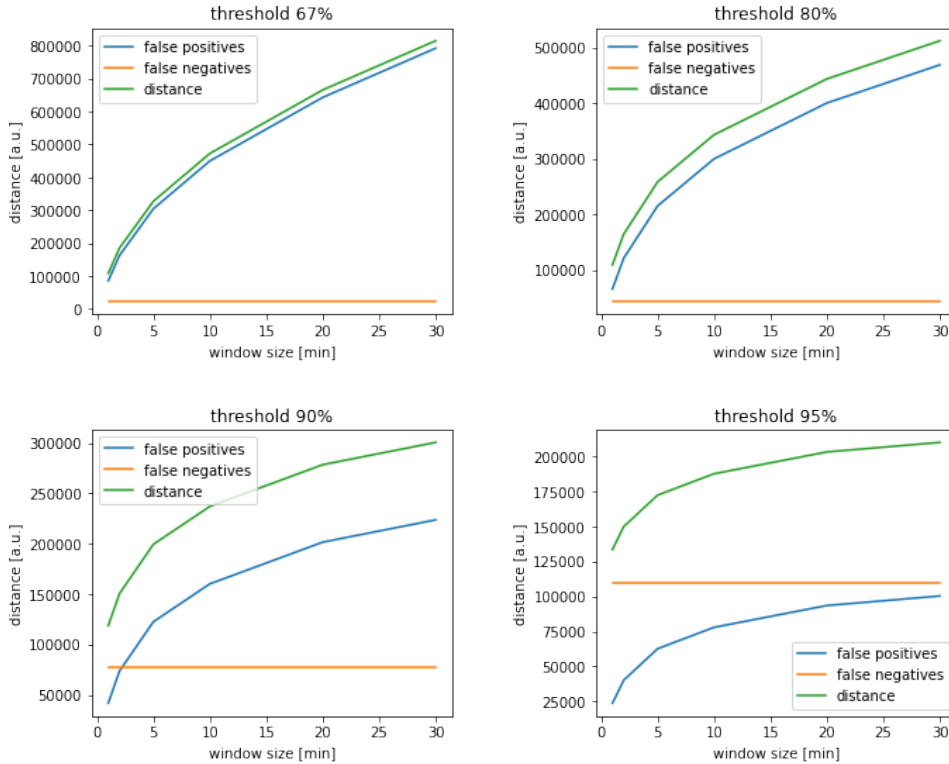 threshold 67%
800000
700000
600000
500000
400000
300000
200000
100000
0
distance [a.u.]
false positives
false negatives
distance
0 5 10 15 20 25 30
window size [min]
threshold 80%
500000
400000
300000
200000
100000
distance [a.u.]
false positives
false negatives
distance
0 5 10 15 20 25 30
window size [min]
threshold 90%
300000
250000
200000
150000
100000
50000
distance [a.u.]
false positives
false negatives
distance
0 5 10 15 20 25 30
window size [min]
threshold 95%
200000
175000
150000
125000
100000
75000
50000
25000
distance [a.u.]
false positives
false negatives
distance
0 5 10 15 20 25 30
window size [min]